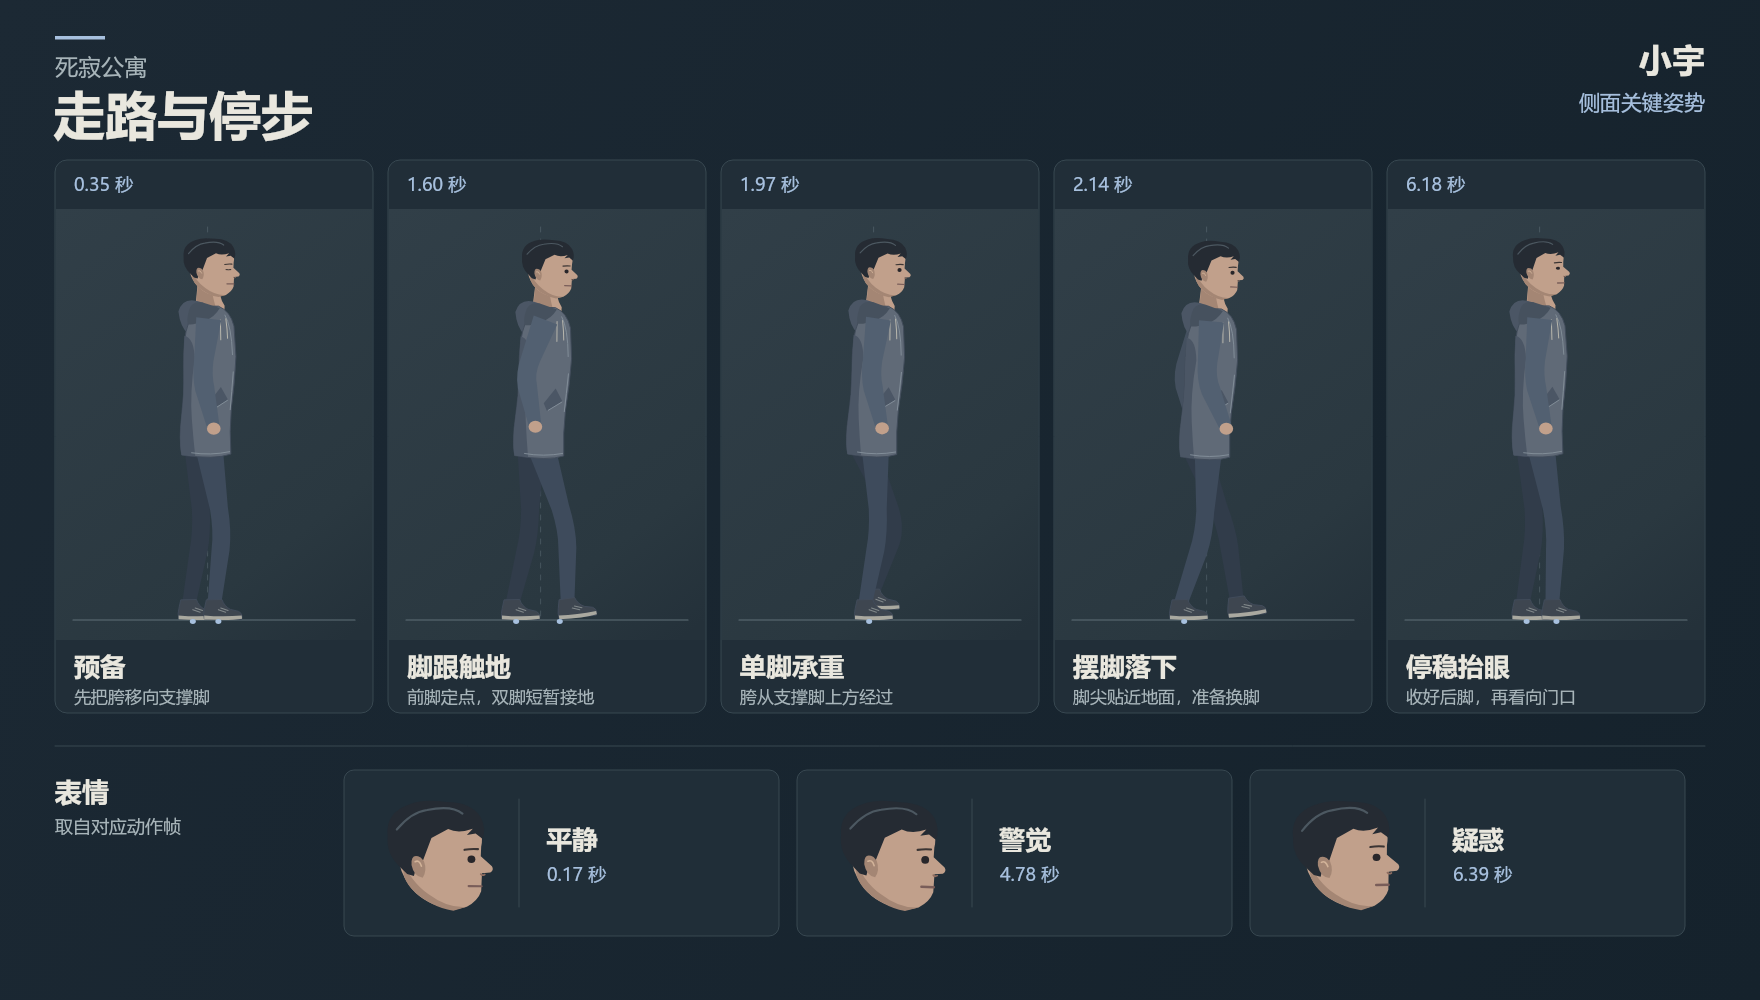 死寂公寓
走路与停步
小宇
侧面关键姿势
0.35 秒
1.60 秒
1.97 秒
2.14 秒
6.18 秒
预备
先把胯移向支撑脚
脚跟触地
前脚定点，双脚短暂接地
单脚承重
胯从支撑脚上方经过
摆脚落下
脚尖贴近地面，准备换脚
停稳抬眼
收好后脚，再看向门口
表情
取自对应动作帧
平静
0.17 秒
警觉
4.78 秒
疑惑
6.39 秒